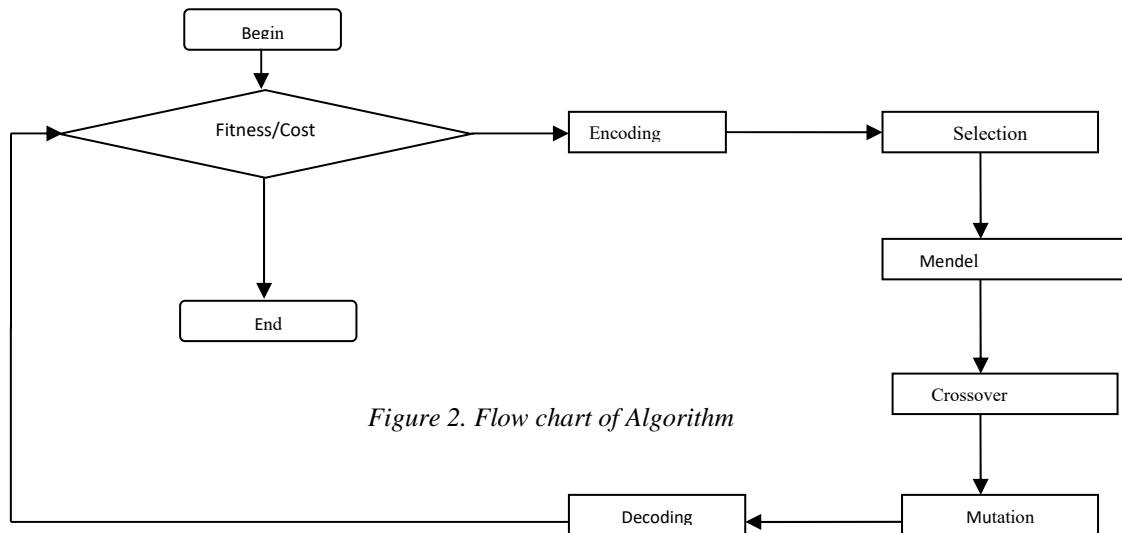 Begin
Fitness/Cost
Encoding
Selection
Mendel
End
Crossover
Figure 2. Flow chart of Algorithm
Decoding
Mutation